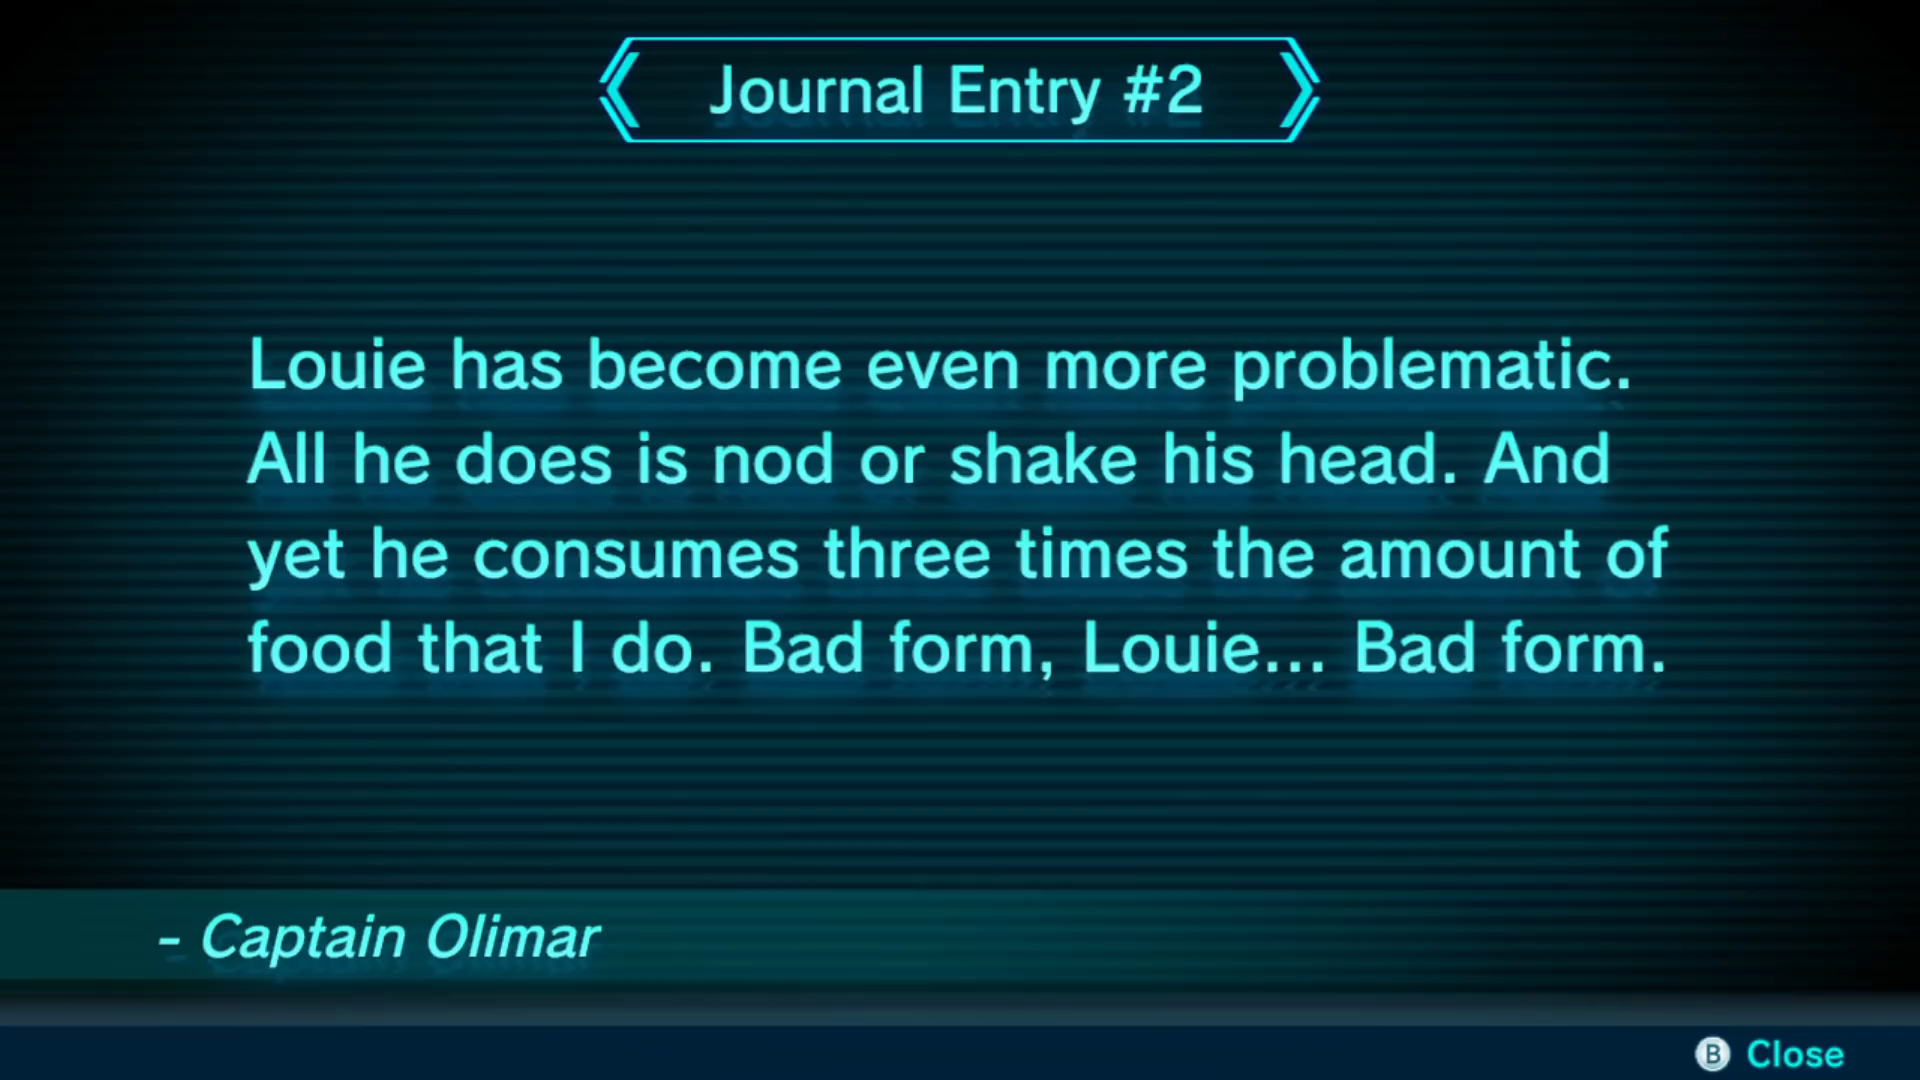 Journal Entry #2
Louie has become even more problematic.
All he does is nod or shake his head. And
yet he consumes three times the amount of
food that I do. Bad form, Louie... Bad form.
- Captain Olimar
B Close